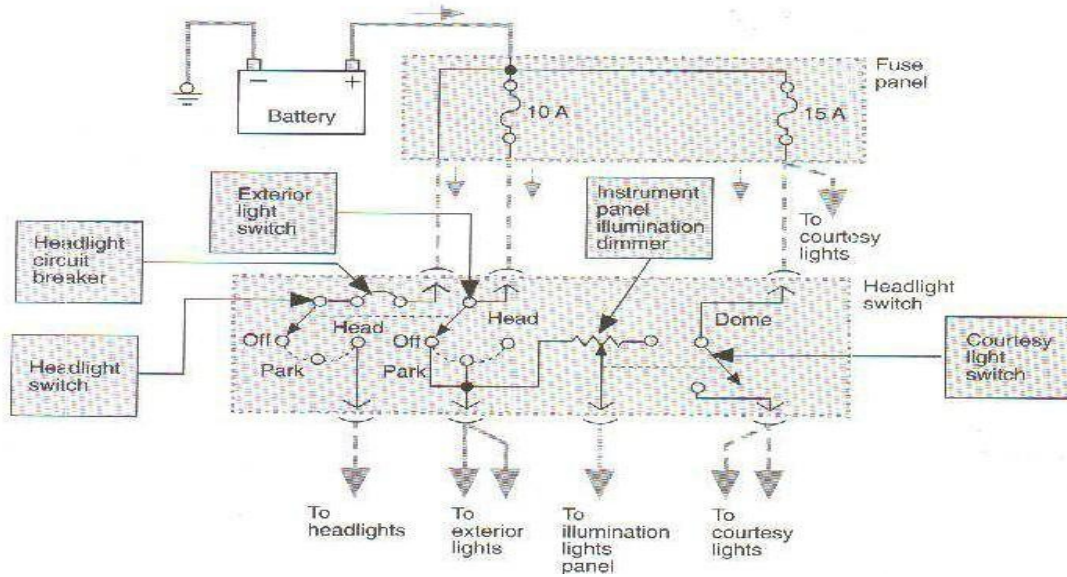 Fuse
panel
−
+
Battery
10 A
15 A
Exterior
light
switch
Instrument
panel
illumination
dimmer
To
courtesy
lights
Headlight
circuit
breaker
Headlight
switch
Head
Head
Dome
Off
Off
Park
Park
Headlight
switch
Courtesy
light
switch
To
headlights
To
exterior
lights
To
illumination
lights
panel
To
courtesy
lights